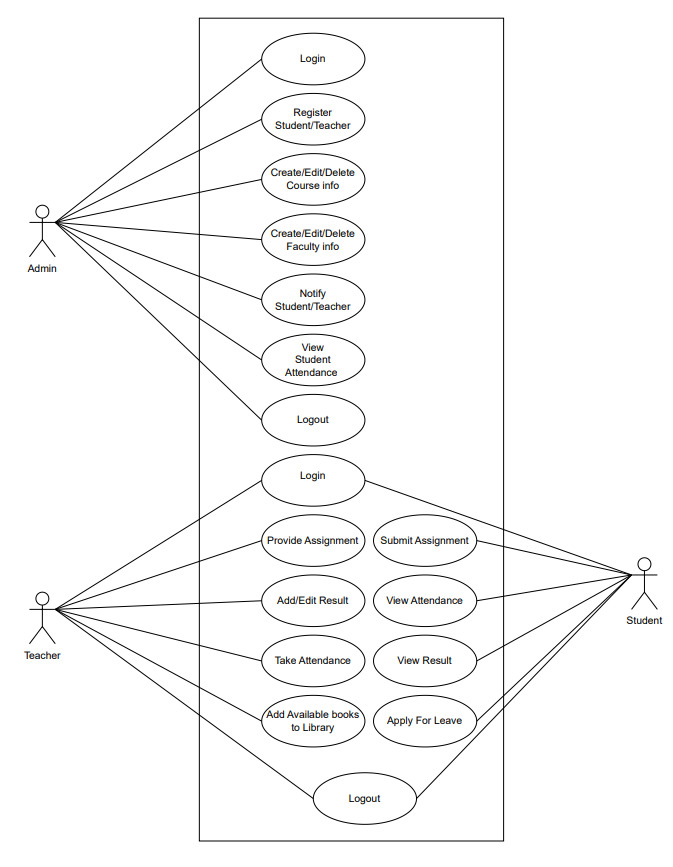 Login
Register
Student/Teacher
Create/Edit/Delete
Course info
Create/Edit/Delete
Faculty info
Admin
Notify
Student/Teacher
View
Student
Attendance
Logout
Login
Provide Assignment
Submit Assignment
Add/Edit Result
View Attendance
Student
Teacher
Take Attendance
View Result
Add Available books
to Library
Apply For Leave
Logout